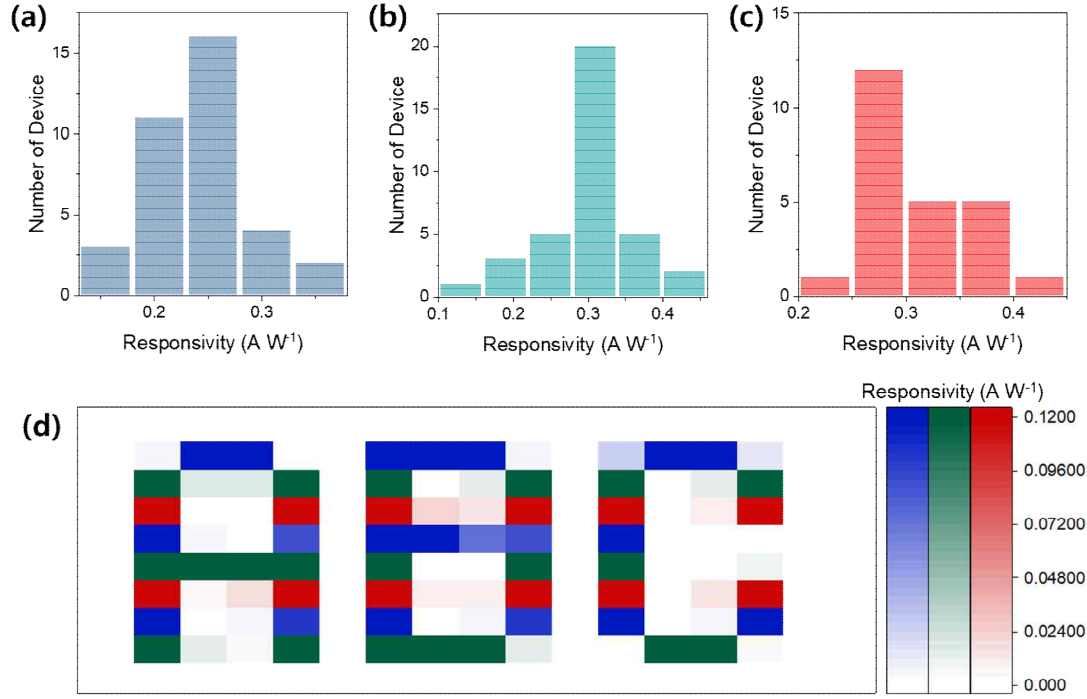 (a)
15
10
5
0
Number of Device
0.2
0.3
Responsivity (A W⁻¹)
(b)
20
15
10
5
0
Number of Device
0.1
0.2
0.3
0.4
Responsivity (A W⁻¹)
(c)
15
10
5
0
Number of Device
0.2
0.3
0.4
Responsivity (A W⁻¹)
(d)
Responsivity (A W⁻¹)
0.1200
0.09600
0.07200
0.04800
0.02400
0.000